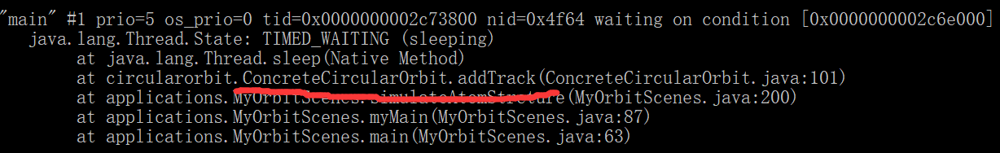 "main" #1 prio=5 os_prio=0 tid=0x0000000002c73800 nid=0x4f64 waiting on condition [0x0000000002c6e000]
java.lang.Thread.State: TIMED_WAITING (sleeping)
at java.lang.Thread.sleep(Native Method)
at circularorbit.ConcreteCircularOrbit.addTrack(ConcreteCircularOrbit.java:101)
at applications.MyOrbitScenes.simulateAtomStructure(MyOrbitScenes.java:200)
at applications.MyOrbitScenes.myMain(MyOrbitScenes.java:87)
at applications.MyOrbitScenes.main(MyOrbitScenes.java:63)